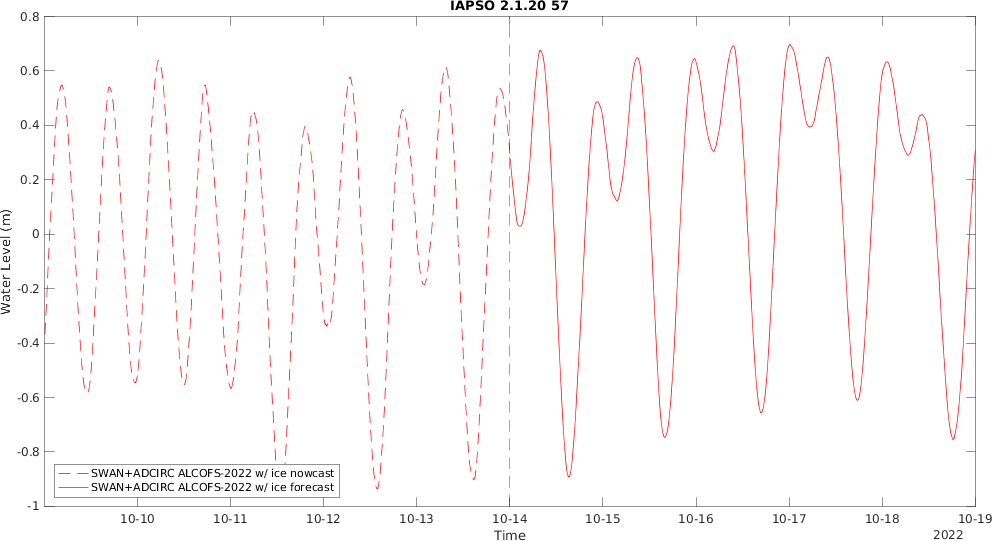 IAPSO 2.1.20 57
0.8
0.6
0.4
0.2
0
-0.2
-0.4
-0.6
-0.8
-1
Water Level (m)
SWAN+ADCIRC ALCOFS-2022 w/ ice nowcast
SWAN+ADCIRC ALCOFS-2022 w/ ice forecast
10-10 10-11 10-12 10-13 10-14 10-15 10-16 10-17 10-18 10-19
Time
2022